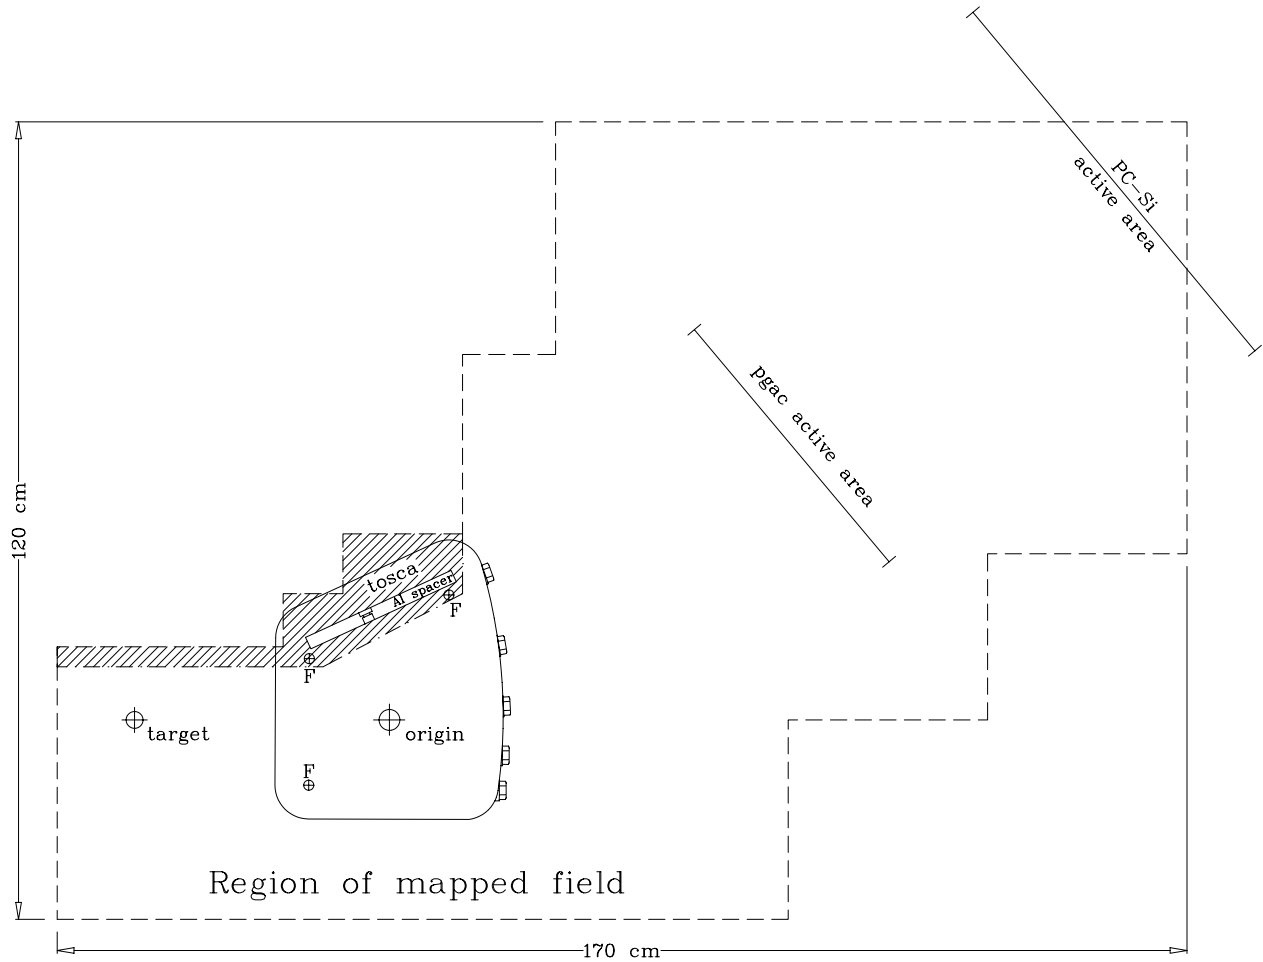 PC-Si
active area
pgac active area
120 cm
tosca
Al spacer
F
F
target
origin
F
Region of mapped field
170 cm